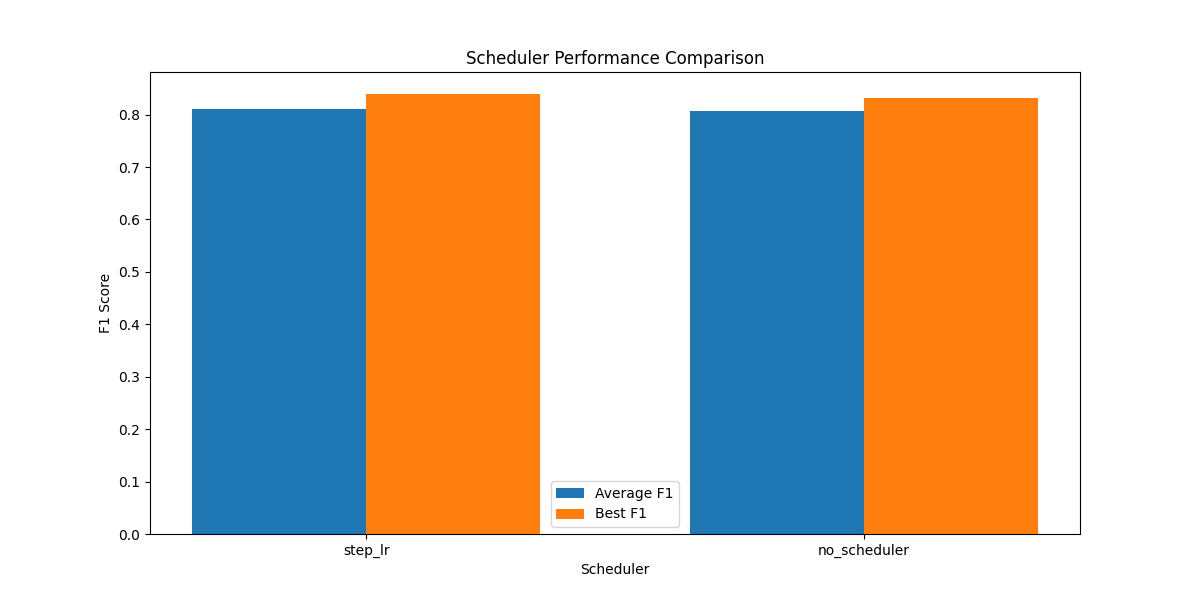 Scheduler Performance Comparison
F1 Score
0.8
0.7
0.6
0.5
0.4
0.3
0.2
0.1
0.0
Average F1
Best F1
step_lr
no_scheduler
Scheduler